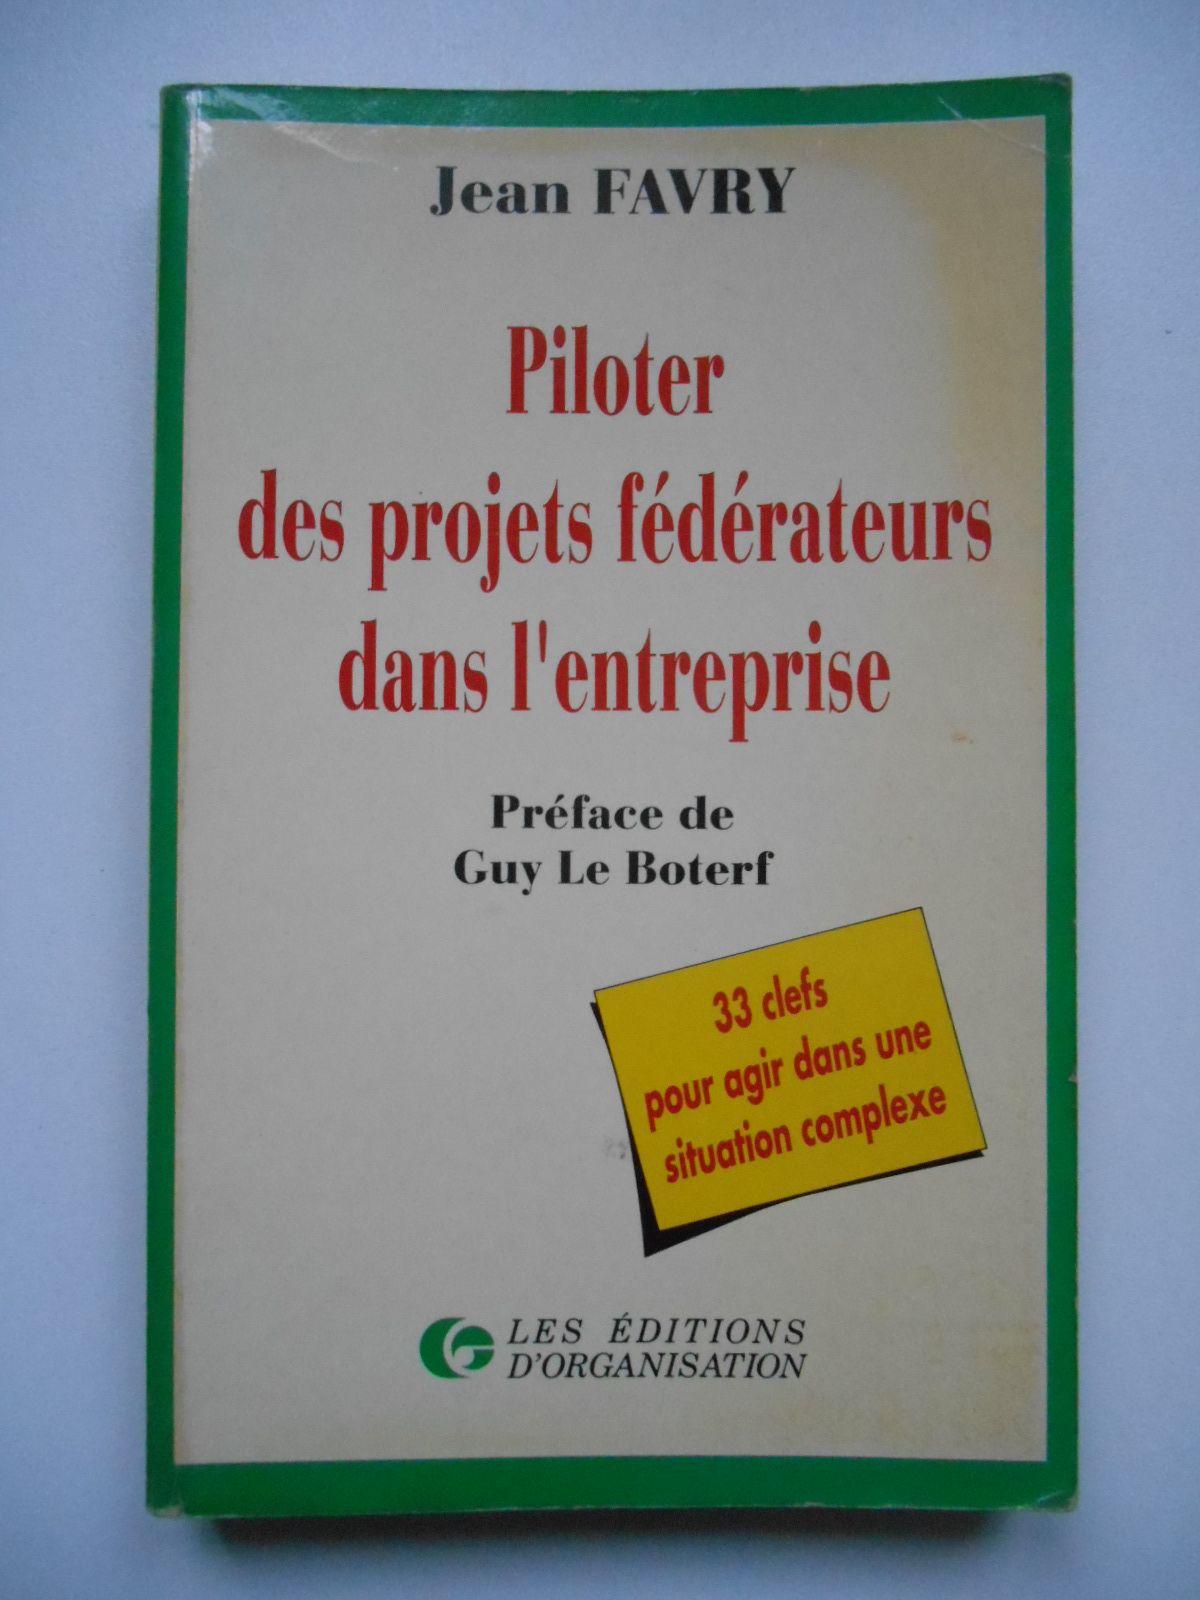 Jean FAVRY
Piloter
des projets fédérateurs
dans l'entreprise
Préface de
Guy Le Boterf
33 clefs
pour agir dans une
situation complexe
LES ÉDITIONS
D'ORGANISATION